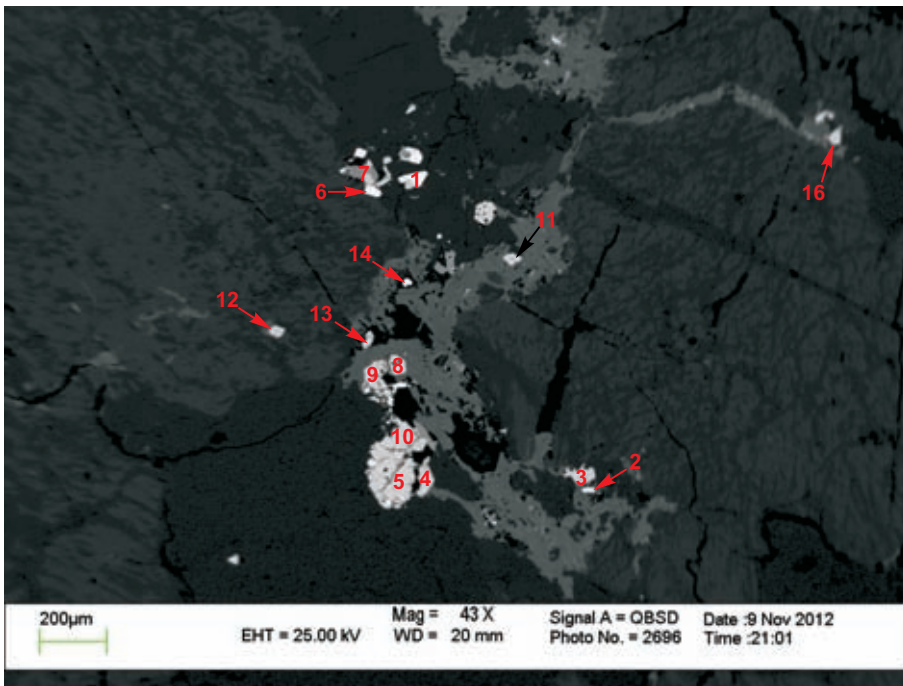 16
7
1
6
11
14
12
13
8
9
10
5
4
3
2
200µm
EHT = 25.00 kV
Mag = 43 X
WD = 20 mm
Signal A = QBSD
Photo No. = 2696
Date :9 Nov 2012
Time :21:01